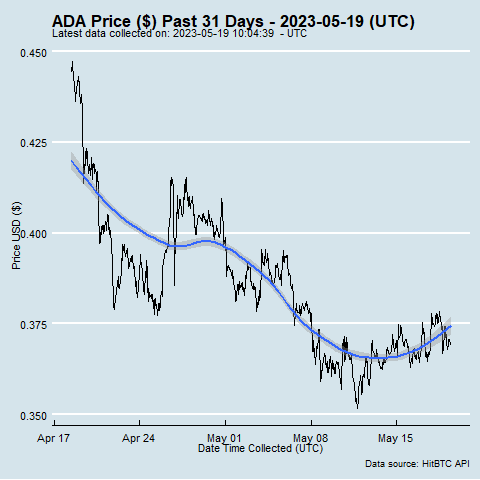 ADA Price ($) Past 31 Days - 2023-05-19 (UTC)
Latest data collected on: 2023-05-19 10:04:39 - UTC
0.450
0.425
0.400
0.375
0.350
Price USD ($)
Apr 17 Apr 24 May 01 May 08 May 15
Date Time Collected (UTC)
Data source: HitBTC API